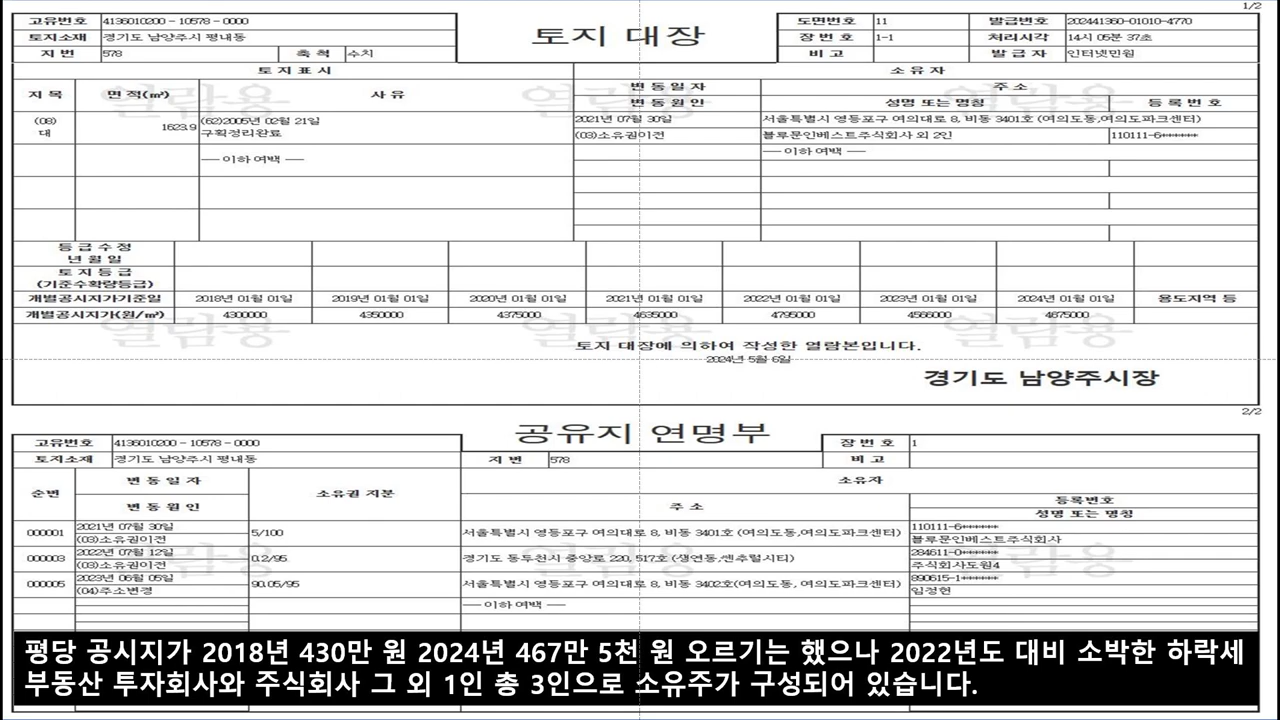 1/2
고유번호 4136010200 - 10578 - 0000 토지 대장 도면번호 11 발급번호 202441360-01010-4770
토지소재 경기도 남양주시 평내동 장 번 호 1-1 처리시각 14시 05분 37초
지 번 578 축 척 수치 비 고 발 급 자 인터넷민원
토 지 표 시 소 유 자
지 목 면 적(㎡) 사 유 변 동 일 자 주 소
변 동 원 인 성명 또는 명칭 등 록 번 호
(08) 1623.9 (62)2005년 02월 21일 2021년 07월 30일 서울특별시 영등포구 여의대로 8, 비동 3401호 (여의도동,여의도파크센터)
대 구획정리완료 (03)소유권이전 블루문인베스트주식회사 외 2인 110111-6******
--- 이하 여백 --- --- 이하 여백 ---
등 급 수 정
년 월 일
토 지 등 급
(기준수확량등급)
개별공시지가기준일 2018년 01월 01일 2019년 01월 01일 2020년 01월 01일 2021년 01월 01일 2022년 01월 01일 2023년 01월 01일 2024년 01월 01일 용도지역 등
개별공시지가(원/㎡) 4300000 4350000 4375000 4635000 4795000 4566000 4675000
열람용 열람용 열람용
토지 대장에 의하여 작성한 열람본입니다.
2024년 5월 6일
경기도 남양주시장
2/2
고유번호 4136010200 - 10578 - 0000 공유지 연명부 장 번 호 1
토지소재 경기도 남양주시 평내동 지 번 578 비 고
순번 변 동 일 자 소유권 지분 소유자
변 동 원 인 주 소 등록번호
성명 또는 명칭
000001 2021년 07월 30일 5/100 서울특별시 영등포구 여의대로 8, 비동 3401호 (여의도동,여의도파크센터) 110111-6******
(03)소유권이전 블루문인베스트주식회사
000003 2022년 07월 12일 0.2/95 경기도 동두천시 중앙로 220, 517호 (생연동,센추럴시티) 284611-0******
(03)소유권이전 주식회사도원4
000005 2023년 06월 05일 90.05/95 서울특별시 영등포구 여의대로 8, 비동 3402호(여의도동, 여의도파크센터) 890615-1******
(04)주소변경 임정현
--- 이하 여백 ---
평당 공시지가 2018년 430만 원 2024년 467만 5천 원 오르기는 했으나 2022년도 대비 소박한 하락세
부동산 투자회사와 주식회사 그 외 1인 총 3인으로 소유주가 구성되어 있습니다.